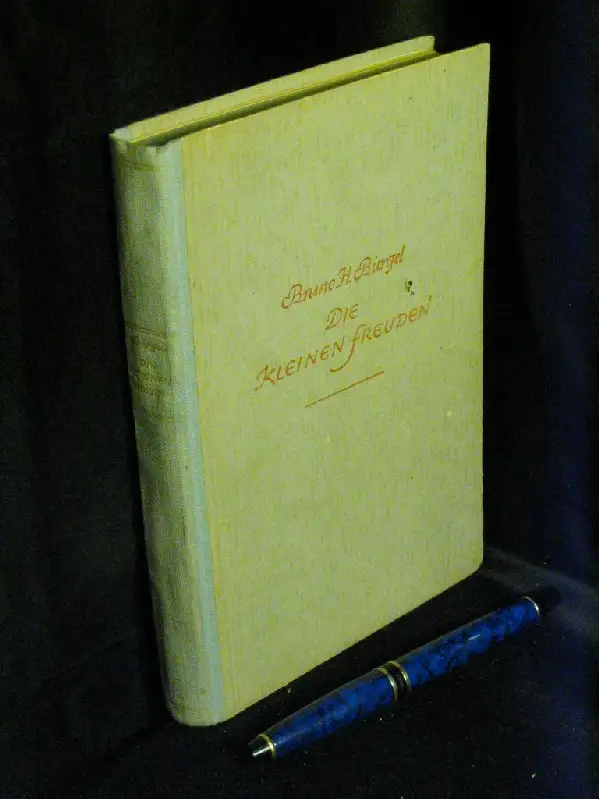 Bruno H. Bürgel
DIE
KLEINEN FREUDEN